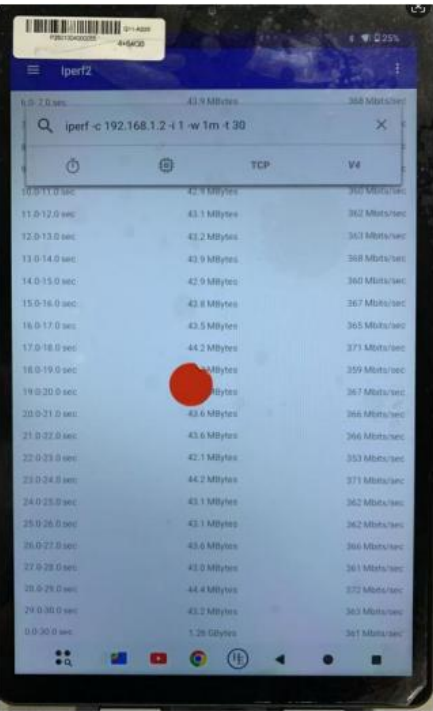 4+64/30
25%
Iperf2
6.0-7.0 sec 43.9 MBytes 368 Mbits/sec
iperf -c 192.168.1.2 -i 1 -w 1m -t 30
TCP V4
10.0-11.0 sec 42.9 MBytes 360 Mbits/sec
11.0-12.0 sec 43.1 MBytes 362 Mbits/sec
12.0-13.0 sec 43.2 MBytes 363 Mbits/sec
13.0-14.0 sec 43.9 MBytes 368 Mbits/sec
14.0-15.0 sec 42.9 MBytes 360 Mbits/sec
15.0-16.0 sec 43.8 MBytes 367 Mbits/sec
16.0-17.0 sec 43.5 MBytes 365 Mbits/sec
17.0-18.0 sec 44.2 MBytes 371 Mbits/sec
18.0-19.0 sec MBytes 359 Mbits/sec
19.0-20.0 sec MBytes 367 Mbits/sec
20.0-21.0 sec 43.6 MBytes 366 Mbits/sec
21.0-22.0 sec 43.6 MBytes 366 Mbits/sec
22.0-23.0 sec 42.1 MBytes 353 Mbits/sec
23.0-24.0 sec 44.2 MBytes 371 Mbits/sec
24.0-25.0 sec 43.1 MBytes 362 Mbits/sec
25.0-26.0 sec 43.1 MBytes 362 Mbits/sec
26.0-27.0 sec 43.6 MBytes 366 Mbits/sec
27.0-28.0 sec 43.0 MBytes 361 Mbits/sec
28.0-29.0 sec 44.4 MBytes 372 Mbits/sec
29.0-30.0 sec 43.2 MBytes 363 Mbits/sec
0.0-30.0 sec 1.26 GBytes 361 Mbits/sec